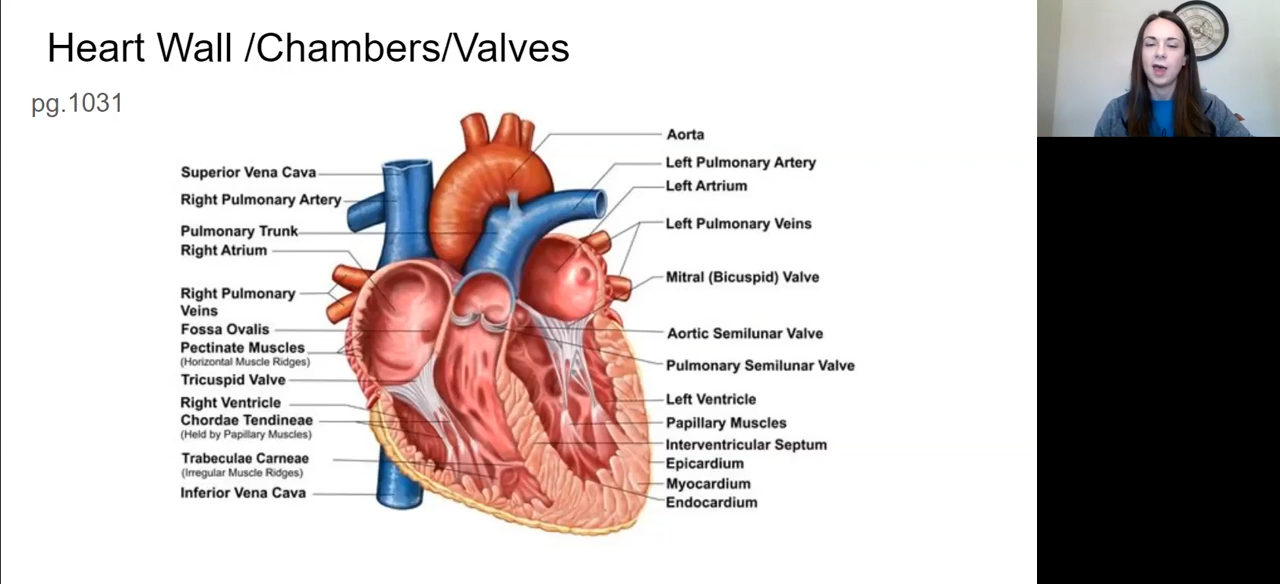 Heart Wall /Chambers/Valves
pg.1031
Superior Vena Cava
Right Pulmonary Artery
Pulmonary Trunk
Right Atrium
Right Pulmonary
Veins
Fossa Ovalis
Pectinate Muscles
(Horizontal Muscle Ridges)
Tricuspid Valve
Right Ventricle
Chordae Tendineae
(Held by Papillary Muscles)
Trabeculae Carneae
(Irregular Muscle Ridges)
Inferior Vena Cava
Aorta
Left Pulmonary Artery
Left Artrium
Left Pulmonary Veins
Mitral (Bicuspid) Valve
Aortic Semilunar Valve
Pulmonary Semilunar Valve
Left Ventricle
Papillary Muscles
Interventricular Septum
Epicardium
Myocardium
Endocardium